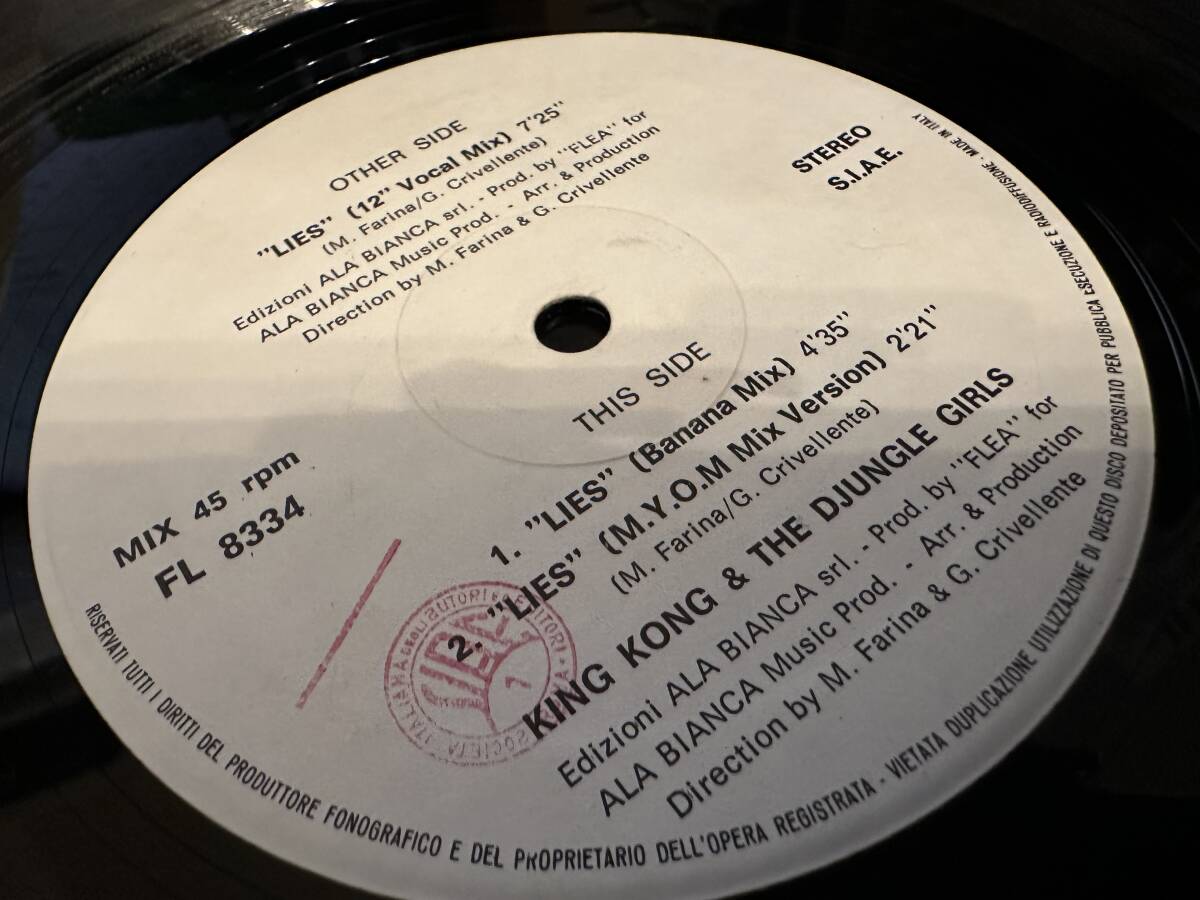 OTHER SIDE
"LIES" (12" Vocal Mix) 7'25"
(M. Farina/G. Crivellente)
Edizioni ALA BIANCA srl. - Prod. by "FLEA" for
ALA BIANCA Music Prod. - Arr. & Production
Direction by M. Farina & G. Crivellente
STEREO
S.I.A.E.
MIX 45 rpm
FL 8334
THIS SIDE
1. "LIES" (Banana Mix) 4'35"
2. "LIES" (M.Y.O.M Mix Version) 2'21"
(M. Farina/G. Crivellente)
KING KONG & THE DJUNGLE GIRLS
Edizioni ALA BIANCA srl. - Prod. by "FLEA" for
ALA BIANCA Music Prod. - Arr. & Production
Direction by M. Farina & G. Crivellente
RISERVATI TUTTI I DIRITTI DEL PRODUTTORE FONOGRAFICO E DEL PROPRIETARIO DELL'OPERA REGISTRATA - VIETATA DUPLICAZIONE UTILIZZAZIONE DI QUESTO DISCO DEPOSITATO PER PUBBLICA ESECUZIONE E RADIODIFFUSIONE - MADE IN ITALY
SOCIETÀ ITALIANA DEGLI AUTORI